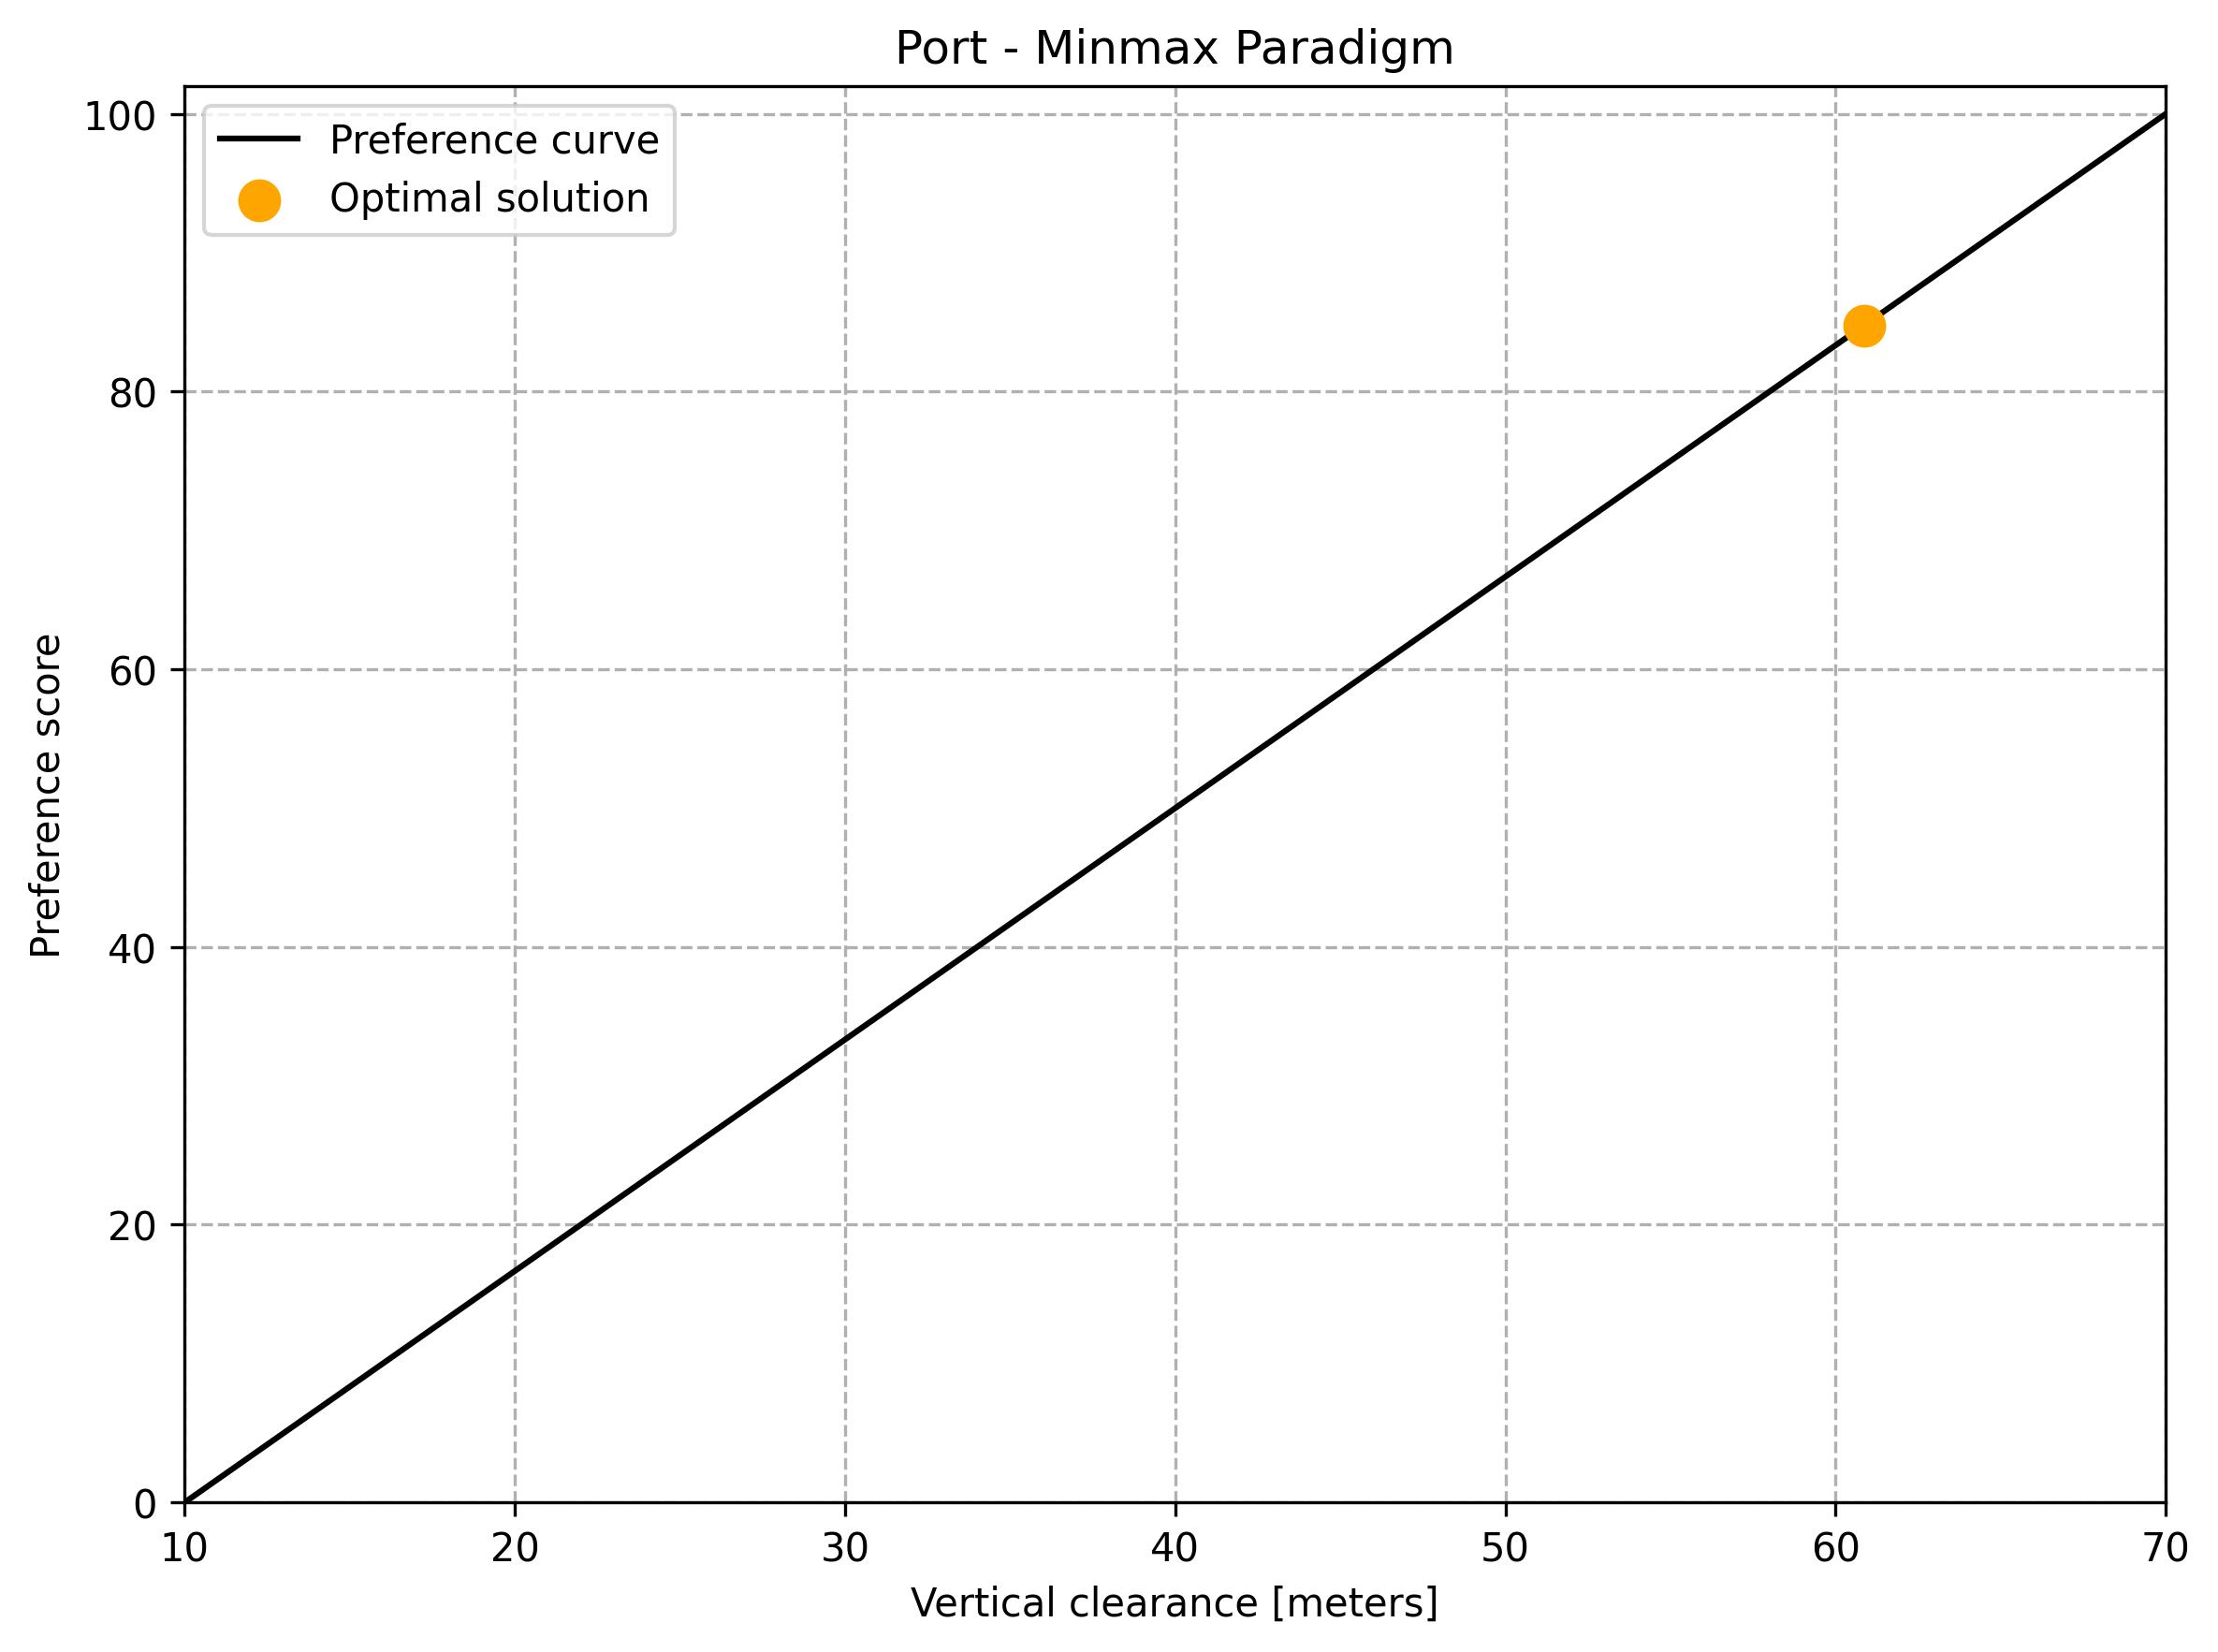 Port - Minmax Paradigm
Preference curve
Optimal solution
Preference score
100
80
60
40
20
0
10 20 30 40 50 60 70
Vertical clearance [meters]